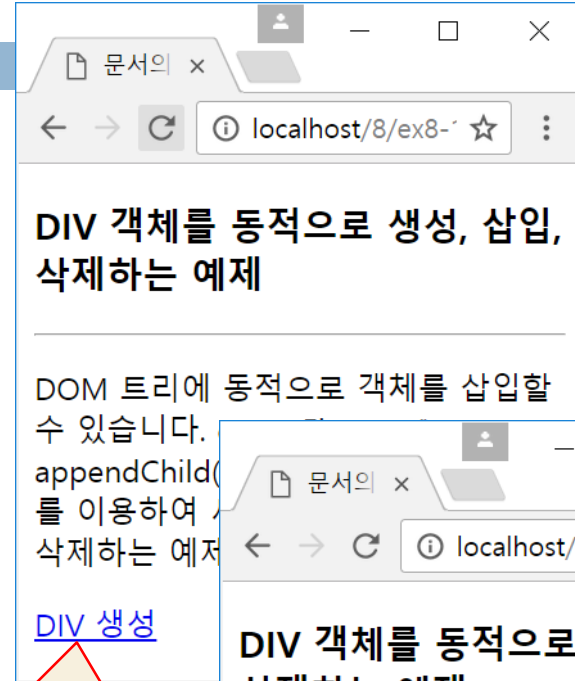 문서의
localhost/8/ex8-
DIV 객체를 동적으로 생성, 삽입,
삭제하는 예제
DOM 트리에 동적으로 객체를 삽입할
수 있습니다.
appendChild(
를 이용하여
삭제하는 예제
DIV 생성
문서의
localhost/
DIV 객체를 동적으로